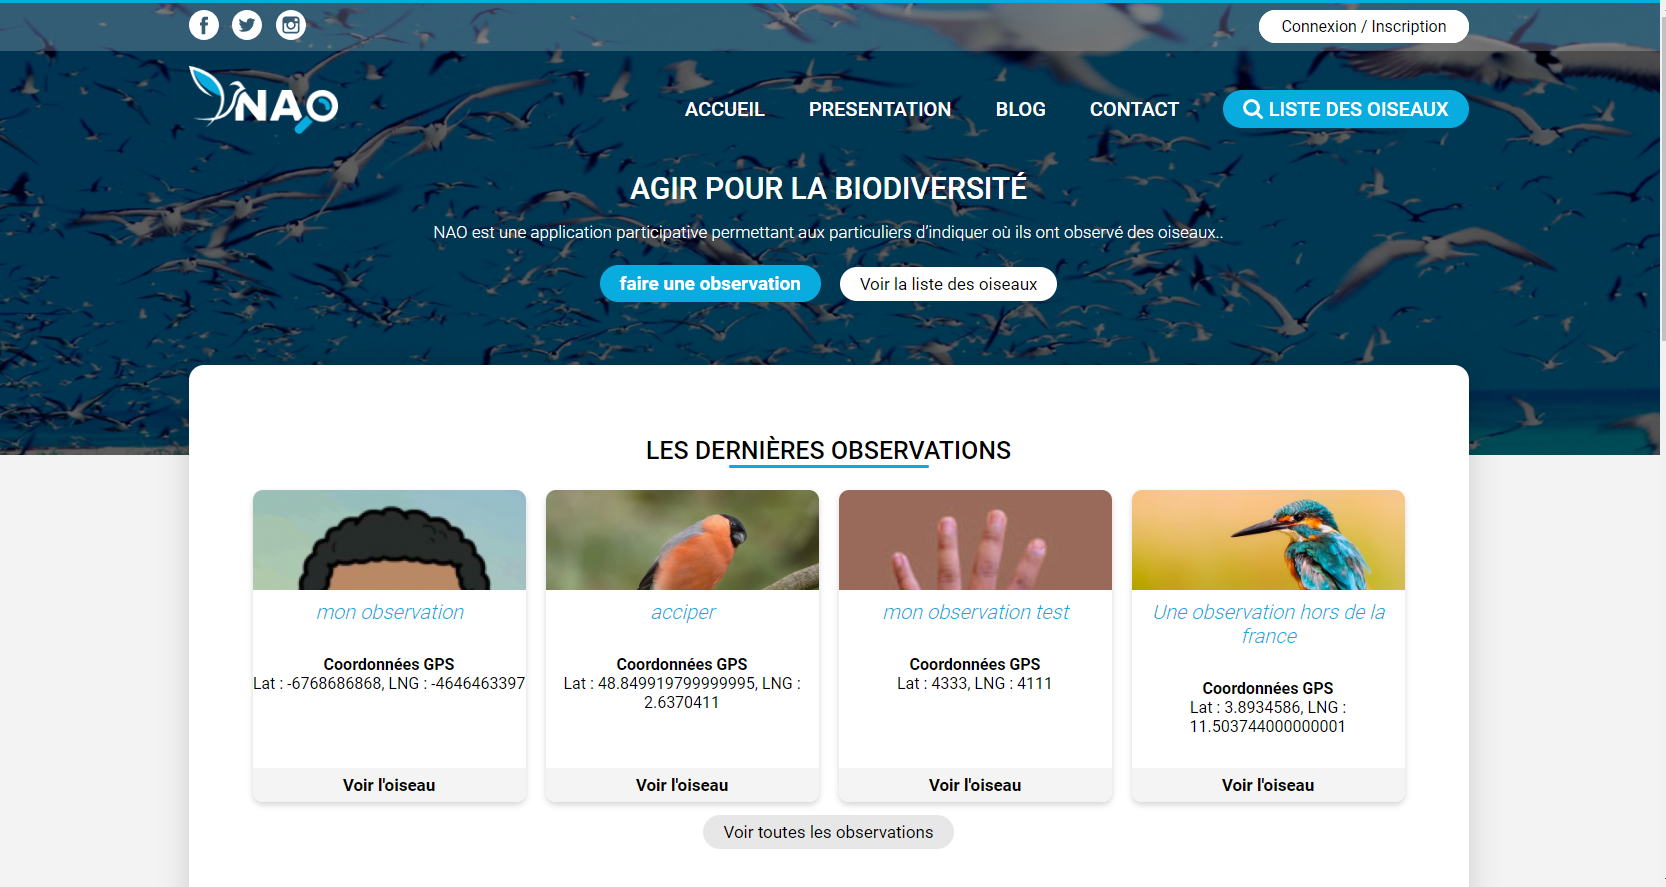 Connexion / Inscription
NAO
ACCUEIL
PRESENTATION
BLOG
CONTACT
LISTE DES OISEAUX
AGIR POUR LA BIODIVERSITÉ
NAO est une application participative permettant aux particuliers d’indiquer où ils ont observé des oiseaux..
faire une observation
Voir la liste des oiseaux
LES DERNIÈRES OBSERVATIONS
mon observation
Coordonnées GPS
Lat : -6768686868, LNG : -4646463397
Voir l'oiseau
acciper
Coordonnées GPS
Lat : 48.849919799999995, LNG :
2.6370411
Voir l'oiseau
mon observation test
Coordonnées GPS
Lat : 4333, LNG : 4111
Voir l'oiseau
Une observation hors de la
france
Coordonnées GPS
Lat : 3.8934586, LNG :
11.503744000000001
Voir l'oiseau
Voir toutes les observations